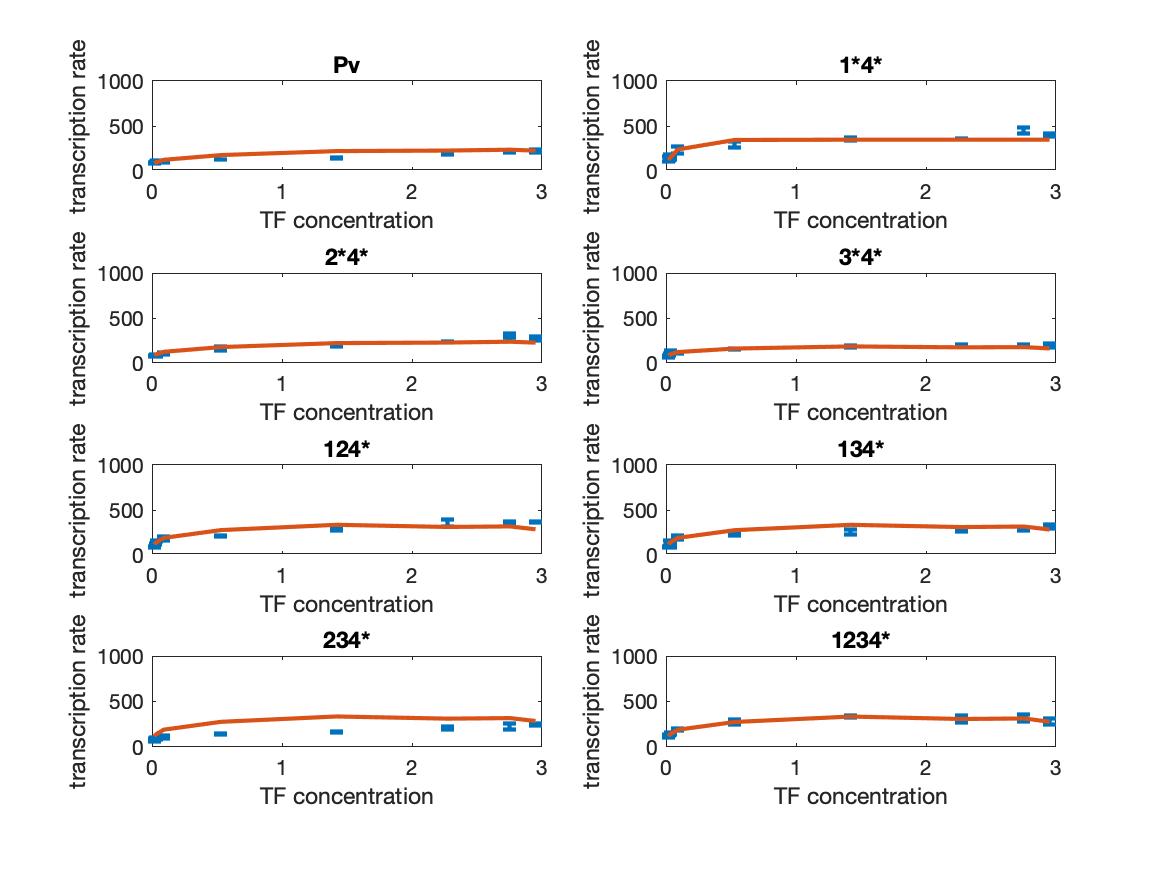 Pv
transcription rate
1000
500
0
0 1 2 3
TF concentration
1*4*
transcription rate
1000
500
0
0 1 2 3
TF concentration
2*4*
transcription rate
1000
500
0
0 1 2 3
TF concentration
3*4*
transcription rate
1000
500
0
0 1 2 3
TF concentration
124*
transcription rate
1000
500
0
0 1 2 3
TF concentration
134*
transcription rate
1000
500
0
0 1 2 3
TF concentration
234*
transcription rate
1000
500
0
0 1 2 3
TF concentration
1234*
transcription rate
1000
500
0
0 1 2 3
TF concentration